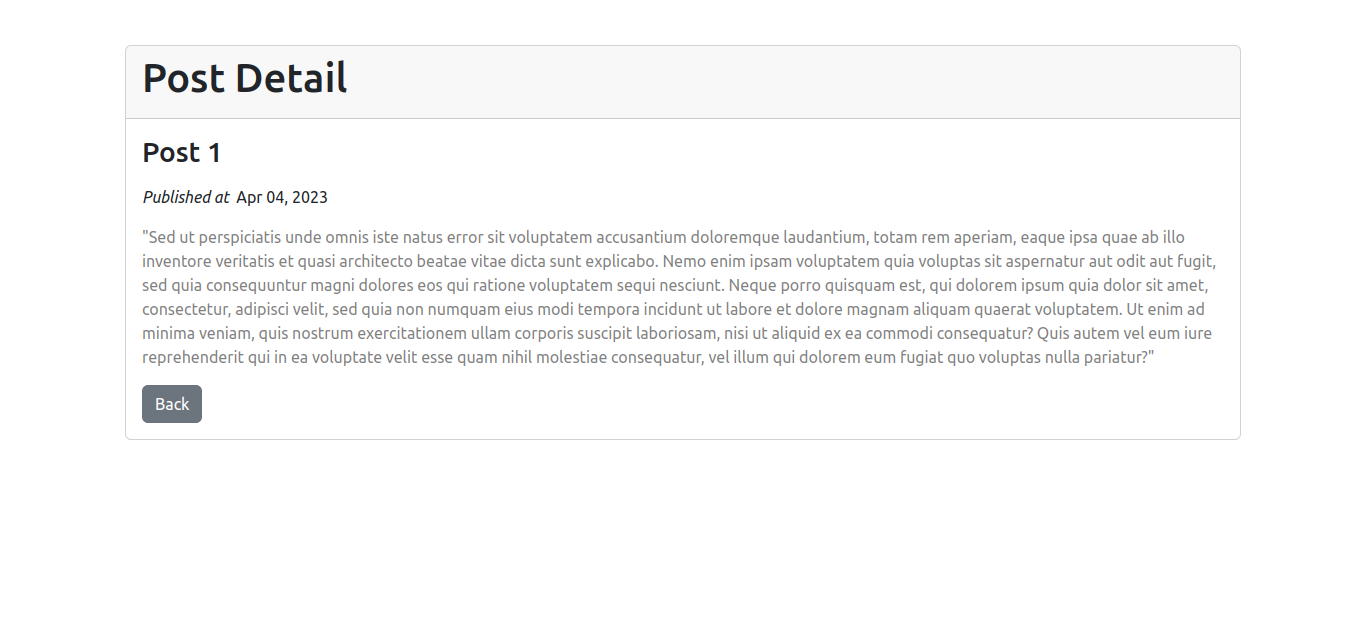 Post Detail
Post 1
Published at Apr 04, 2023
"Sed ut perspiciatis unde omnis iste natus error sit voluptatem accusantium doloremque laudantium, totam rem aperiam, eaque ipsa quae ab illo
inventore veritatis et quasi architecto beatae vitae dicta sunt explicabo. Nemo enim ipsam voluptatem quia voluptas sit aspernatur aut odit aut fugit,
sed quia consequuntur magni dolores eos qui ratione voluptatem sequi nesciunt. Neque porro quisquam est, qui dolorem ipsum quia dolor sit amet,
consectetur, adipisci velit, sed quia non numquam eius modi tempora incidunt ut labore et dolore magnam aliquam quaerat voluptatem. Ut enim ad
minima veniam, quis nostrum exercitationem ullam corporis suscipit laboriosam, nisi ut aliquid ex ea commodi consequatur? Quis autem vel eum iure
reprehenderit qui in ea voluptate velit esse quam nihil molestiae consequatur, vel illum qui dolorem eum fugiat quo voluptas nulla pariatur?"
Back